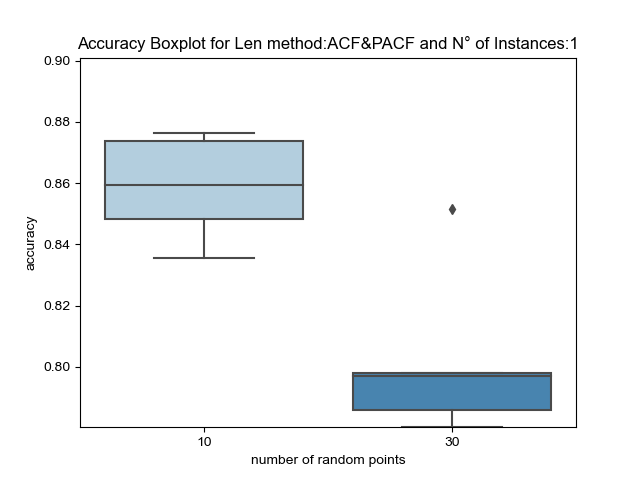 Accuracy Boxplot for Len method:ACF&PACF and N° of Instances:1
0.90
0.88
0.86
0.84
0.82
0.80
accuracy
10
30
number of random points